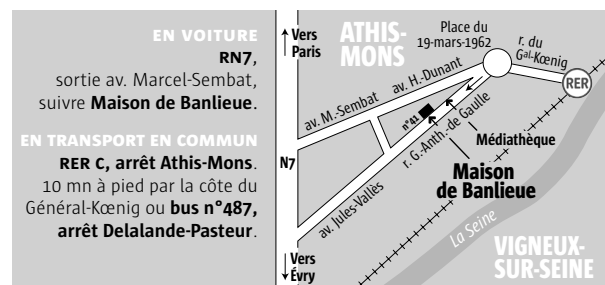 EN VOITURE
RN7,
sortie av. Marcel-Sembat,
suivre Maison de Banlieue.
EN TRANSPORT EN COMMUN
RER C, arrêt Athis-Mons.
10 mn à pied par la côte du
Général-Kœnig ou bus n°487,
arrêt Delalande-Pasteur.
Vers
Paris
ATHIS-
MONS
Place du
19-mars-1962
r. du
Gal-Kœnig
RER
av. M.-Sembat
av. H.-Dunant
n°41
r. G.-Anth.-de Gaulle
Médiathèque
Maison
de Banlieue
N7
av. Jules-Vallès
La Seine
Vers
Évry
VIGNEUX-
SUR-SEINE